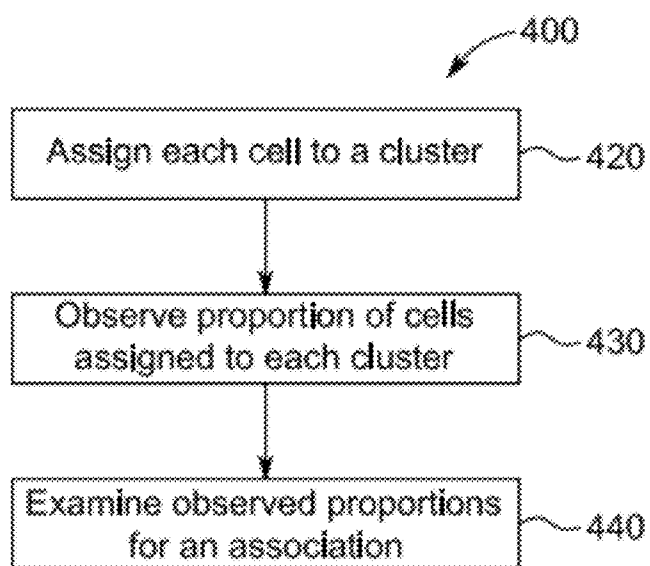 400
Assign each cell to a cluster
420
Observe proportion of cells
assigned to each cluster
430
Examine observed proportions
for an association
440